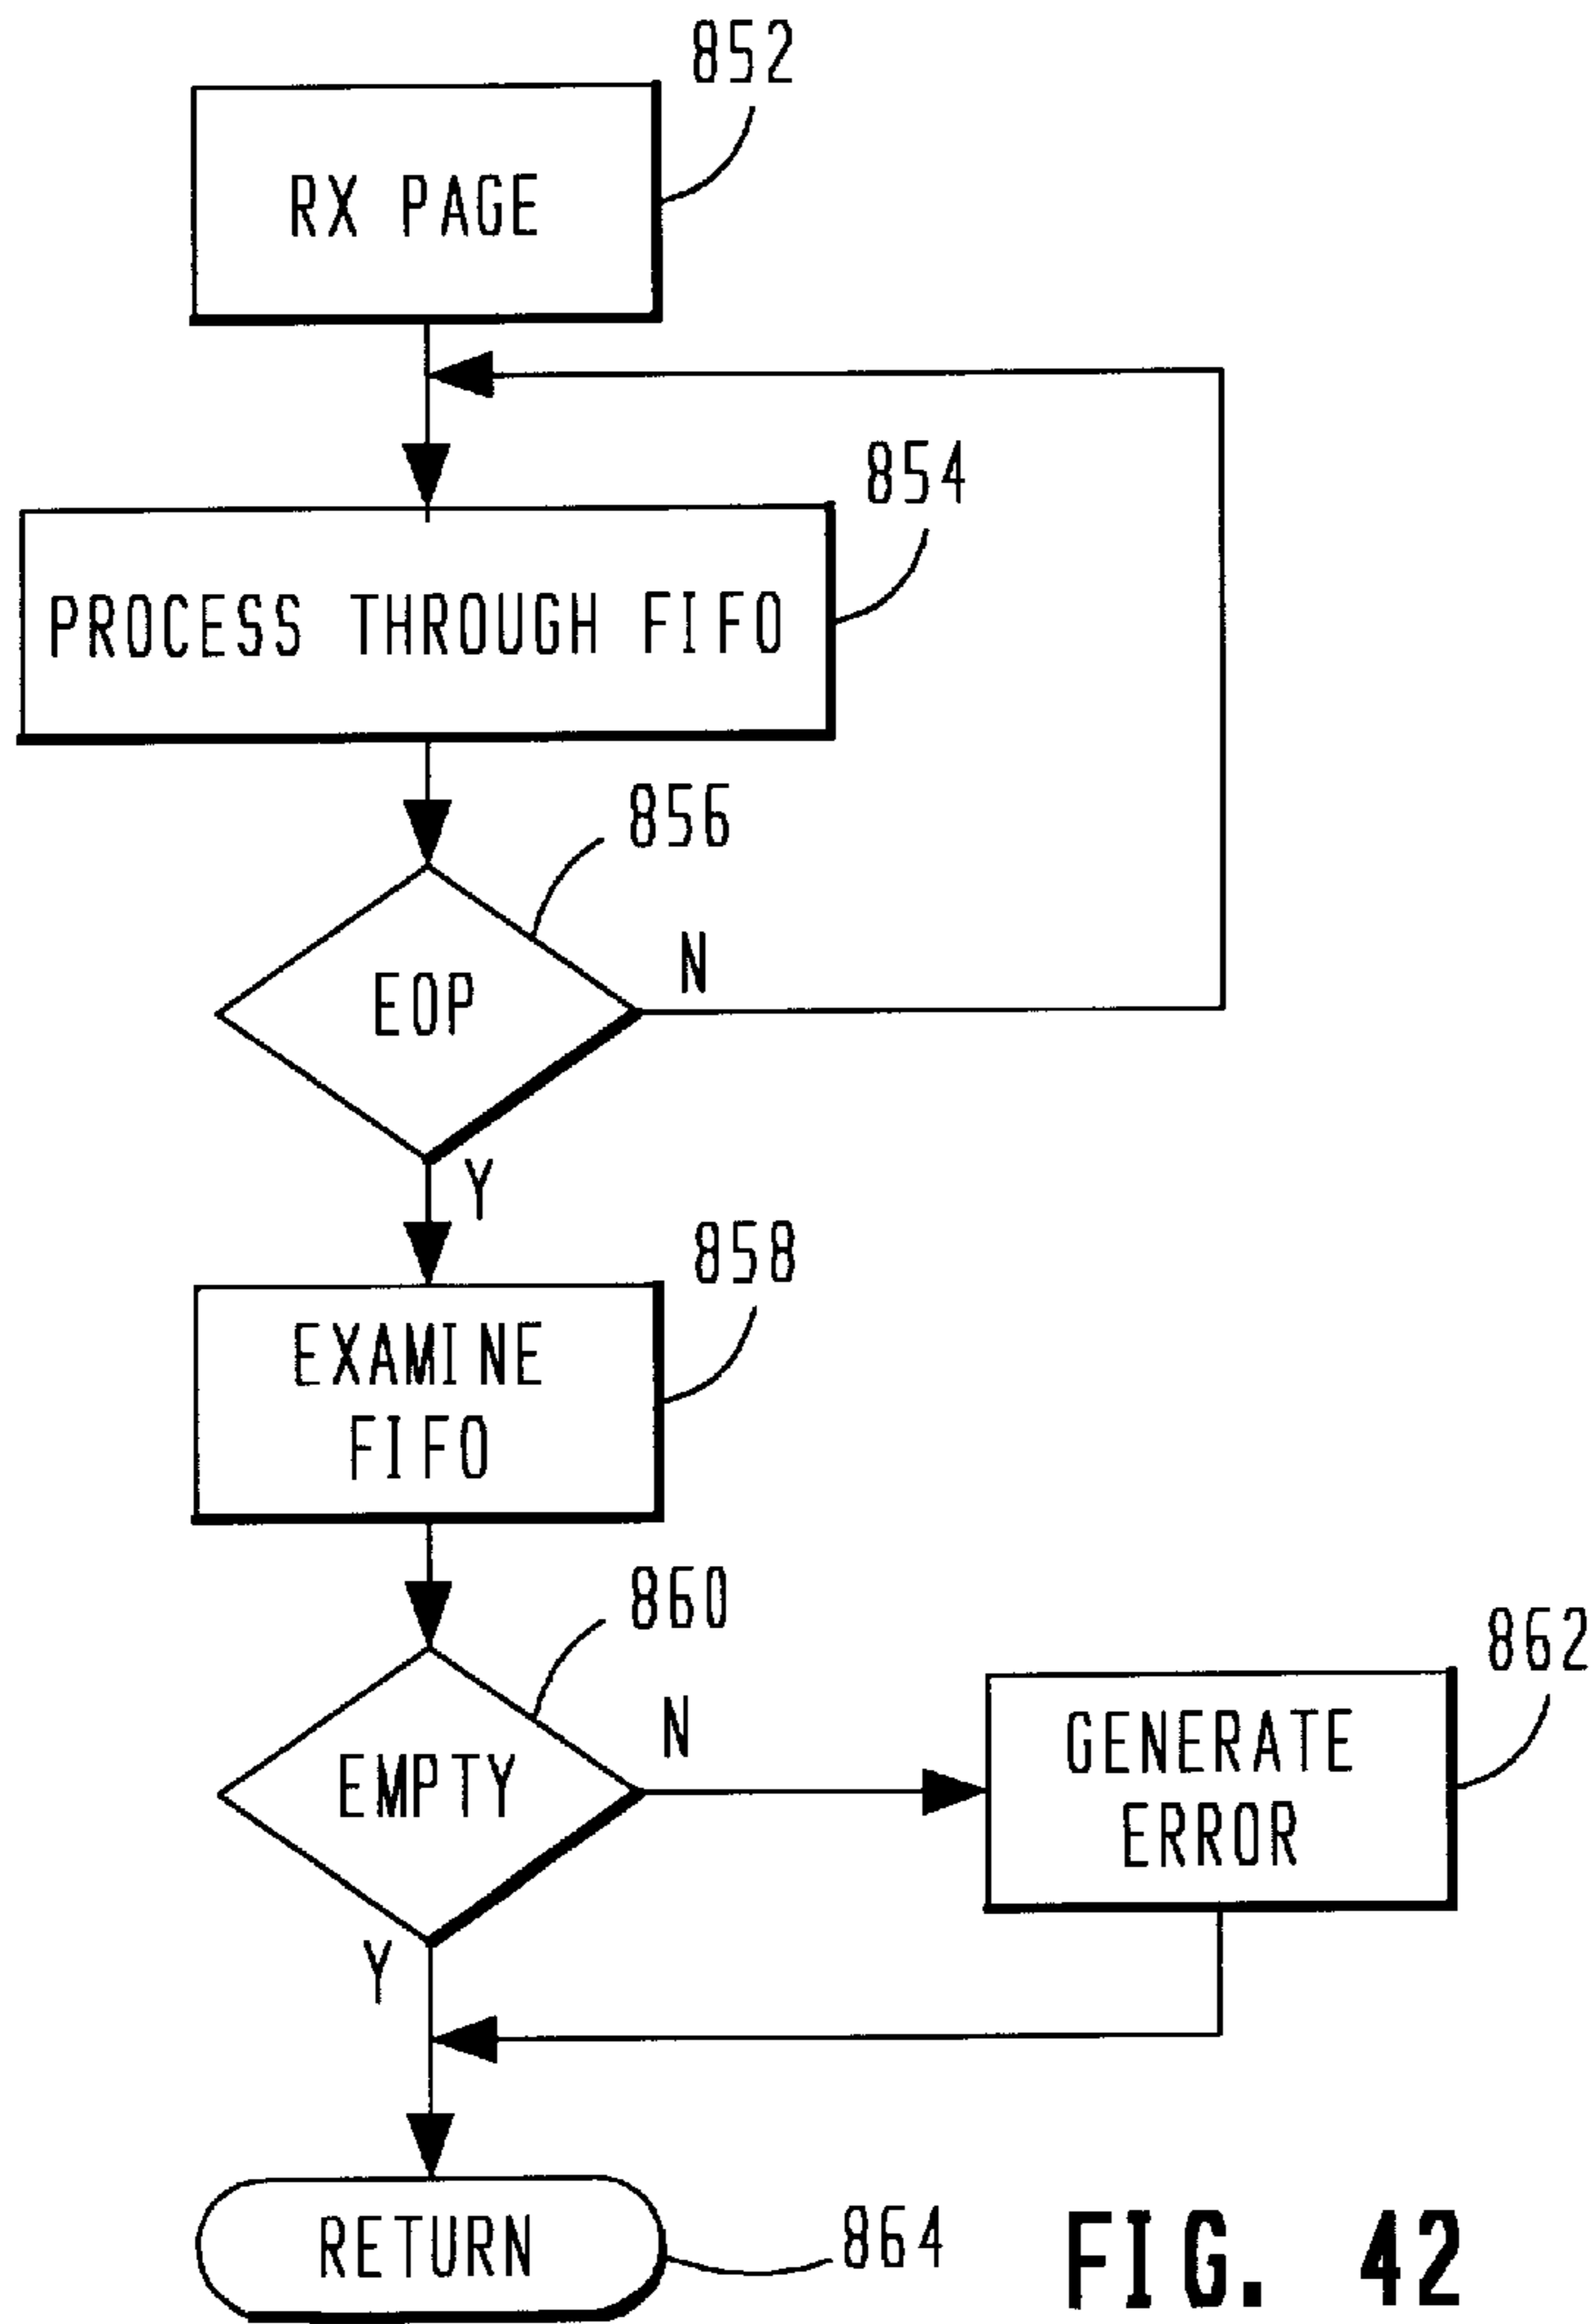 852
RX PAGE
854
PROCESS THROUGH FIFO
856
EOP
N
Y
858
EXAMINE
FIFO
860
EMPTY
N
Y
862
GENERATE
ERROR
RETURN
864
FIG. 42